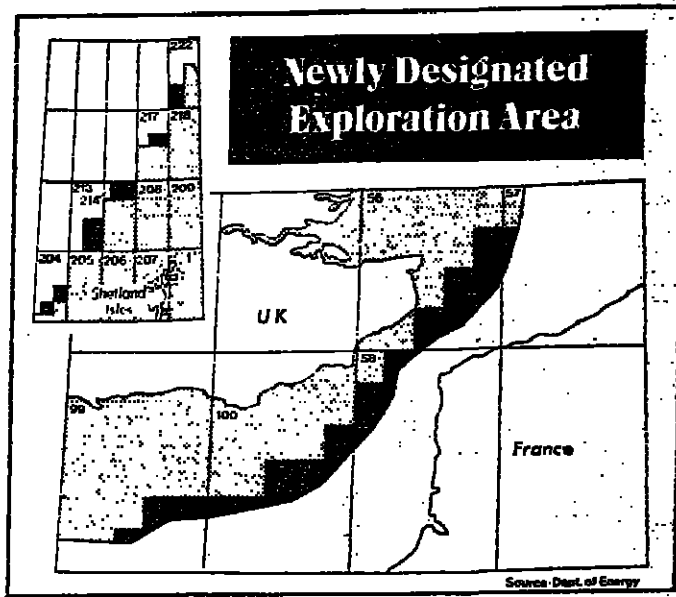 Newly Designated
Exploration Area
222
217 218
213 208 209
214
204 205 206 207
Shetland
Isles
56 57
UK
58
99 100
France
Source·Dept. of Energy